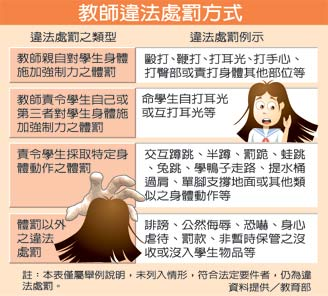 教師違法處罰方式
違法處罰之類型
違法處罰例示
教師親自對學生身體
施加強制力之體罰
毆打、鞭打、打耳光、打手心、
打臀部或責打身體其他部位等
教師責令學生自己或
第三者對學生身體施
加強制力之體罰
命學生自打耳光
或互打耳光等
責令學生採取特定身
體動作之體罰
交互蹲跳、半蹲、罰跪、蛙跳
、兔跳、學鴨子走路、提水桶
過肩、單腳支撐地面或其他類
似之身體動作等
體罰以外
之違法
處罰
誹謗、公然侮辱、恐嚇、身心
虐待、罰款、非暫時保管之沒
收或沒入學生物品等
註：本表僅屬舉例說明，未列入情形，符合法定要件者，仍為違
法處罰。
資料提供／教育部